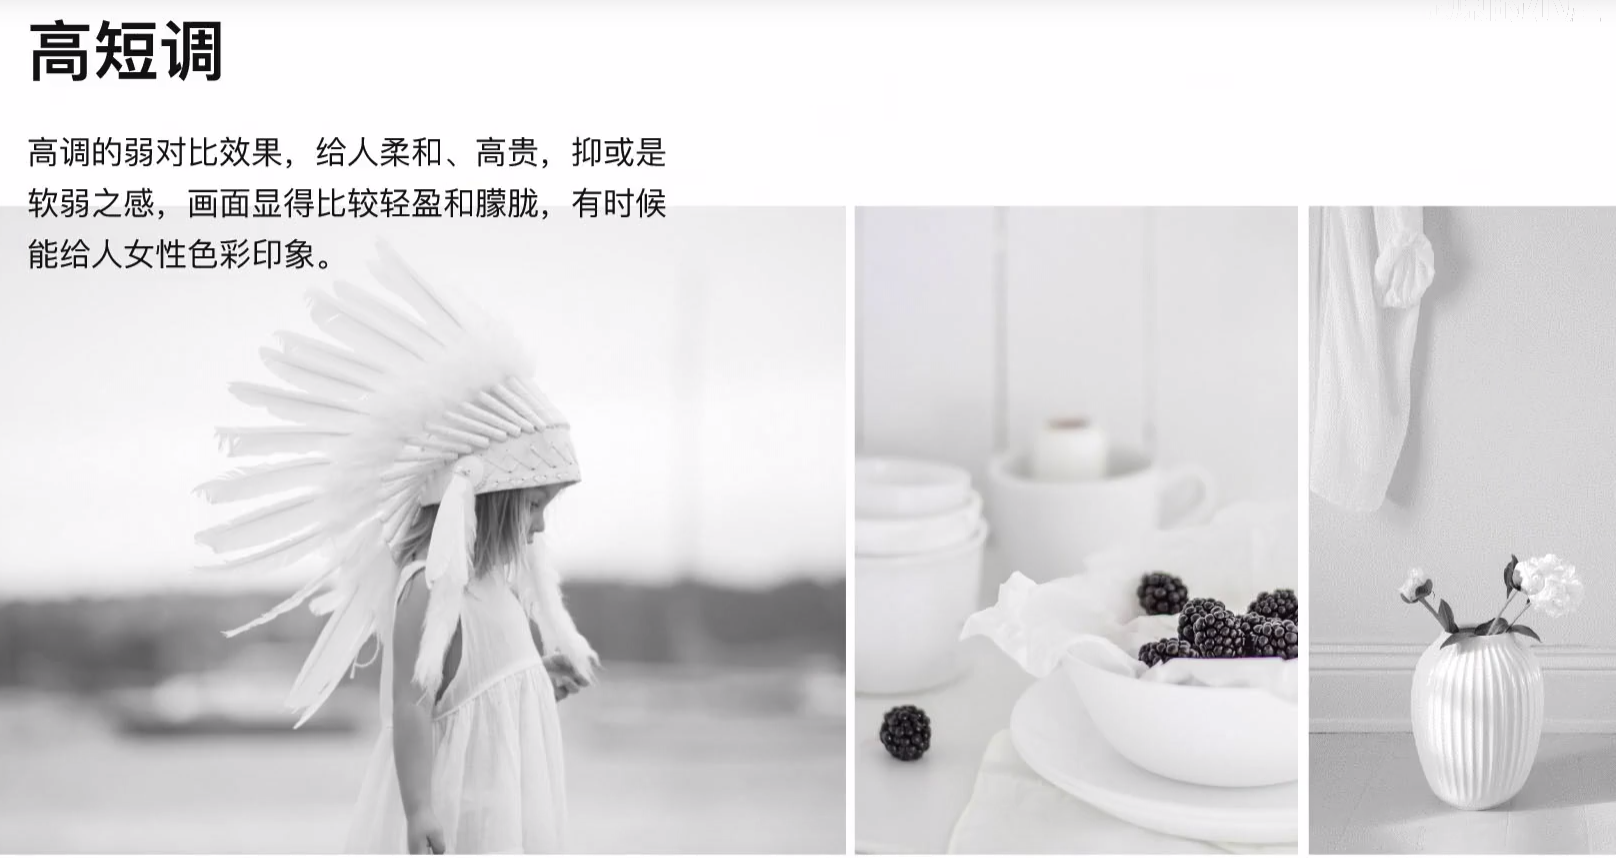 高短调
高调的弱对比效果，给人柔和、高贵，抑或是
软弱之感，画面显得比较轻盈和朦胧，有时候
能给人女性色彩印象。